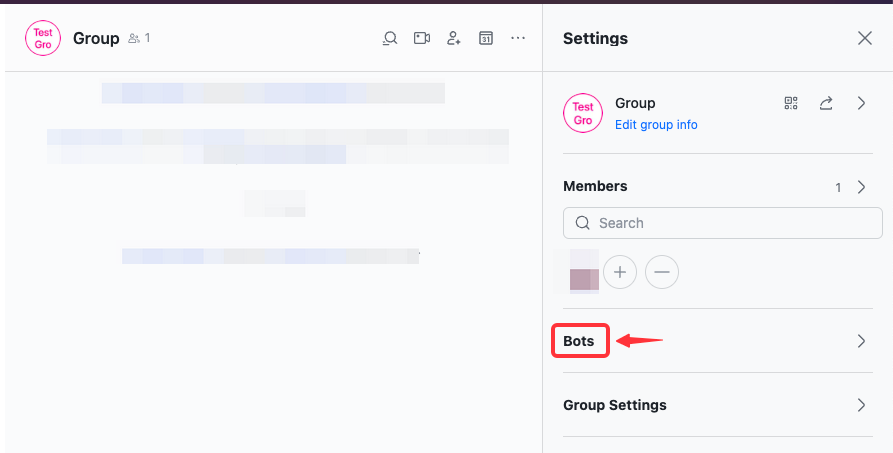 Test
Gro
Group 1
31
Settings
Test
Gro
Group
Edit group info
Members 1
Search
Bots
Group Settings